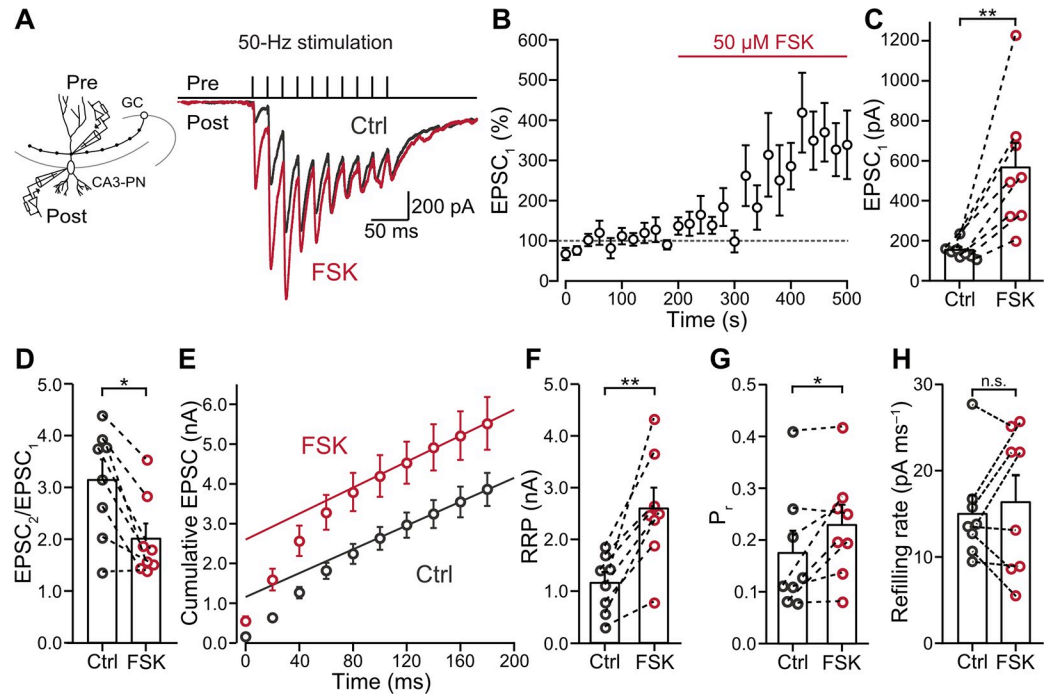 A
50-Hz stimulation
Pre
GC
CA3-PN
Post
Pre
Post
Ctrl
FSK
200 pA
50 ms
B
50 µM FSK
EPSC1 (%)
600
500
400
300
200
100
0
0 100 200 300 400 500
Time (s)
C
**
EPSC1 (pA)
1200
1000
800
600
400
200
0
Ctrl FSK
D
*
EPSC2/EPSC1
5.0
4.0
3.0
2.0
1.0
0.0
Ctrl FSK
E
Cumulative EPSC (nA)
6.0
5.0
4.0
3.0
2.0
1.0
0.0
FSK
Ctrl
0 40 80 120 160 200
Time (ms)
F
**
RRP (nA)
5.0
4.0
3.0
2.0
1.0
0.0
Ctrl FSK
G
*
Pr
0.5
0.4
0.3
0.2
0.1
0.0
Ctrl FSK
H
n.s.
Refilling rate (pA ms⁻¹)
30
20
10
0
Ctrl FSK